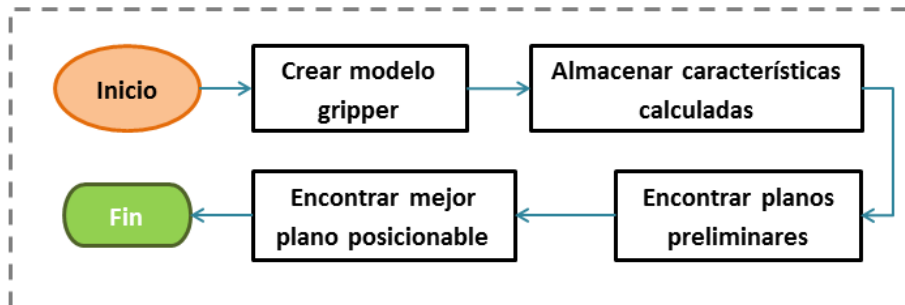 Inicio
Crear modelo
gripper
Almacenar características
calculadas
Encontrar planos
preliminares
Encontrar mejor
plano posicionable
Fin